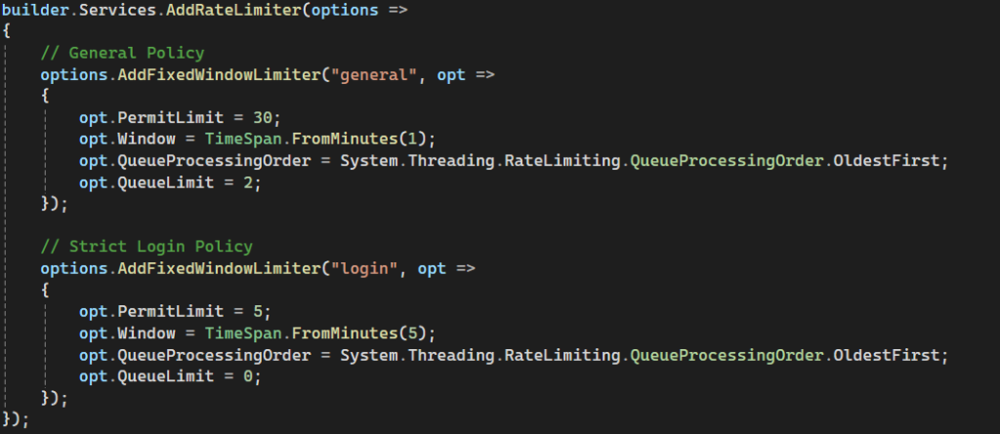 builder.Services.AddRateLimiter(options =>
{
    // General Policy
    options.AddFixedWindowLimiter("general", opt =>
    {
        opt.PermitLimit = 30;
        opt.Window = TimeSpan.FromMinutes(1);
        opt.QueueProcessingOrder = System.Threading.RateLimiting.QueueProcessingOrder.OldestFirst;
        opt.QueueLimit = 2;
    });

    // Strict Login Policy
    options.AddFixedWindowLimiter("login", opt =>
    {
        opt.PermitLimit = 5;
        opt.Window = TimeSpan.FromMinutes(5);
        opt.QueueProcessingOrder = System.Threading.RateLimiting.QueueProcessingOrder.OldestFirst;
        opt.QueueLimit = 0;
    });
});